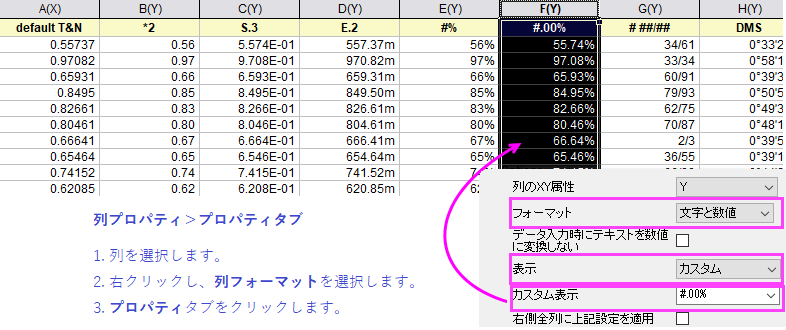 A(X) B(Y) C(Y) D(Y) E(Y) F(Y) G(Y) H(Y)
default T&N *2 S.3 E.2 #% #.00% # ##/## DMS
0.55737 0.56 5.574E-01 557.37m 56% 55.74% 34/61 0°33'2
0.97082 0.97 9.708E-01 970.82m 97% 97.08% 33/34 0°58'1
0.65931 0.66 6.593E-01 659.31m 66% 65.93% 60/91 0°39'3
0.8495 0.85 8.495E-01 849.50m 85% 84.95% 79/93 0°50'5
0.82661 0.83 8.266E-01 826.61m 83% 82.66% 62/75 0°49'3
0.80461 0.80 8.046E-01 804.61m 80% 80.46% 70/87 0°48'1
0.66641 0.67 6.664E-01 666.41m 67% 66.64% 2/3 0°39'5
0.65464 0.65 6.546E-01 654.64m 65% 65.46% 36/55 0°39'1
0.74152 0.74 7.415E-01 741.52m
0.62085 0.62 6.208E-01 620.85m
列プロパティ＞プロパティタブ
1. 列を選択します。
2. 右クリックし、列フォーマットを選択します。
3. プロパティタブをクリックします。
列のXY属性 Y
フォーマット 文字と数値
データ入力時にテキストを数値
に変換しない
表示 カスタム
カスタム表示 #.00%
右側全列に上記設定を適用